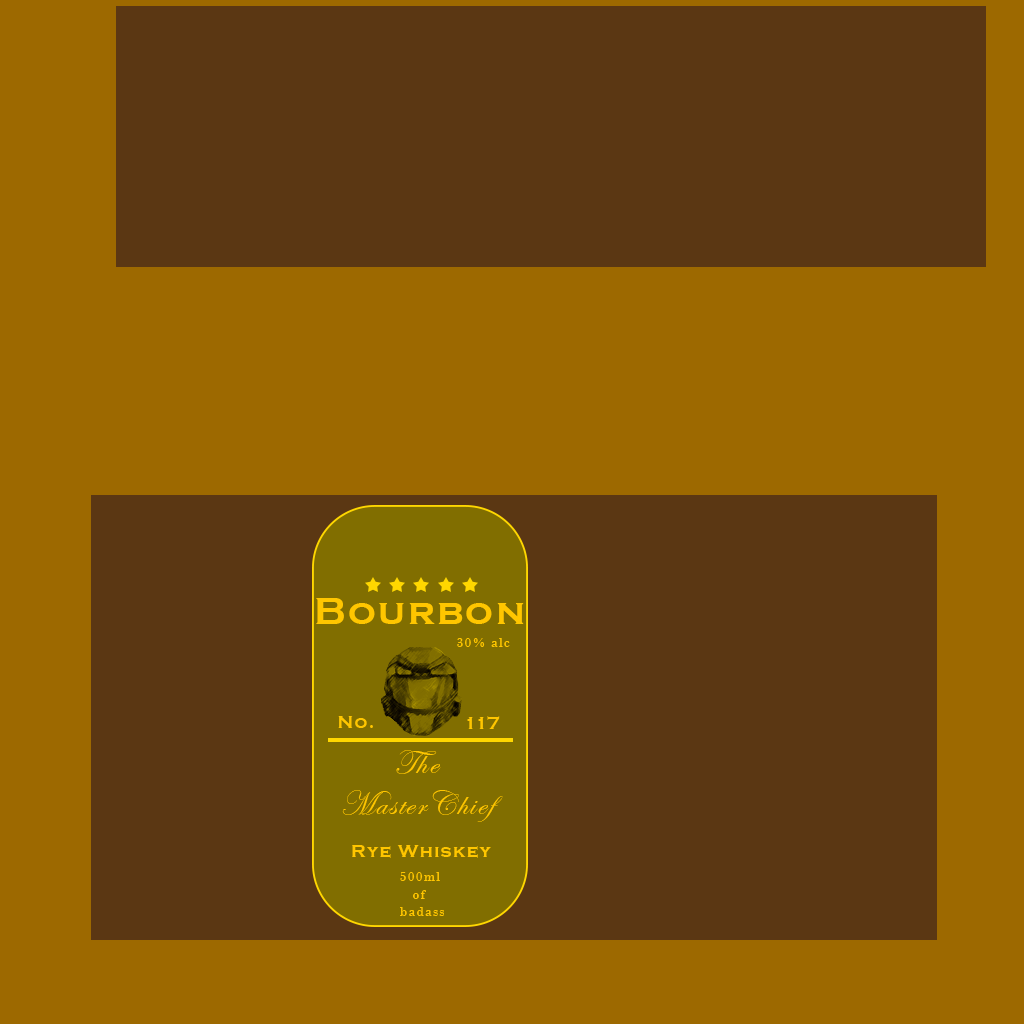 Bourbon
30% alc
No. 117
The
Master Chief
Rye Whiskey
500ml
of
badass